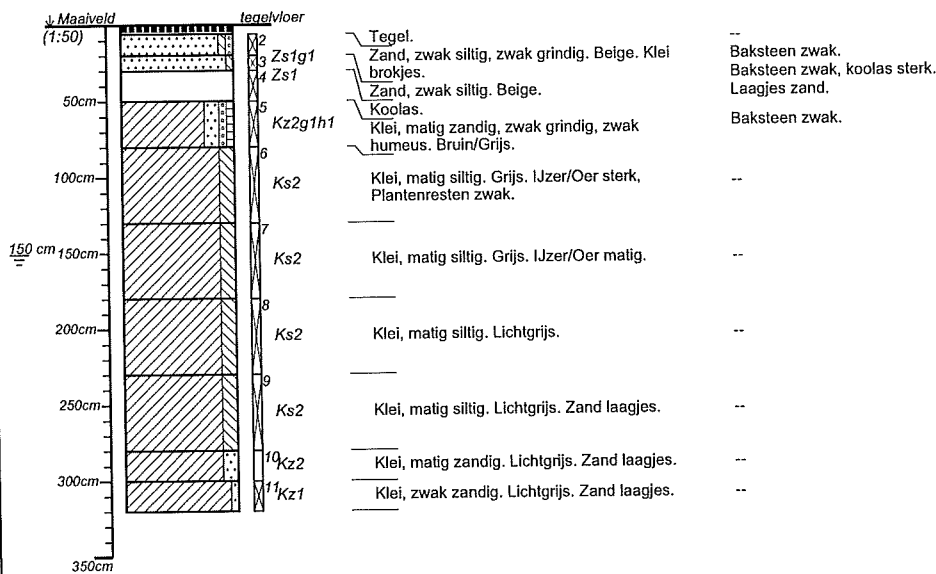 Maaiveld tegelvloer
(1:50)
Tegel. --
2 Zand, zwak siltig, zwak grindig. Beige. Klei Baksteen zwak.
Zs1g1
3 brokjes. Baksteen zwak, koolas sterk.
4 Zs1 Zand, zwak siltig. Beige. Laagjes zand.
50cm 5 Koolas.
Kz2g1h1 Klei, matig zandig, zwak grindig, zwak Baksteen zwak.
humeus. Bruin/Grijs.
6
100cm Ks2 Klei, matig siltig. Grijs. IJzer/Oer sterk, --
Plantenresten zwak.
7
150 cm 150cm Ks2 Klei, matig siltig. Grijs. IJzer/Oer matig. --
8
200cm Ks2 Klei, matig siltig. Lichtgrijs. --
9
250cm Ks2 Klei, matig siltig. Lichtgrijs. Zand laagjes. --
10 Kz2 Klei, matig zandig. Lichtgrijs. Zand laagjes. --
300cm 11 Kz1 Klei, zwak zandig. Lichtgrijs. Zand laagjes. --
350cm